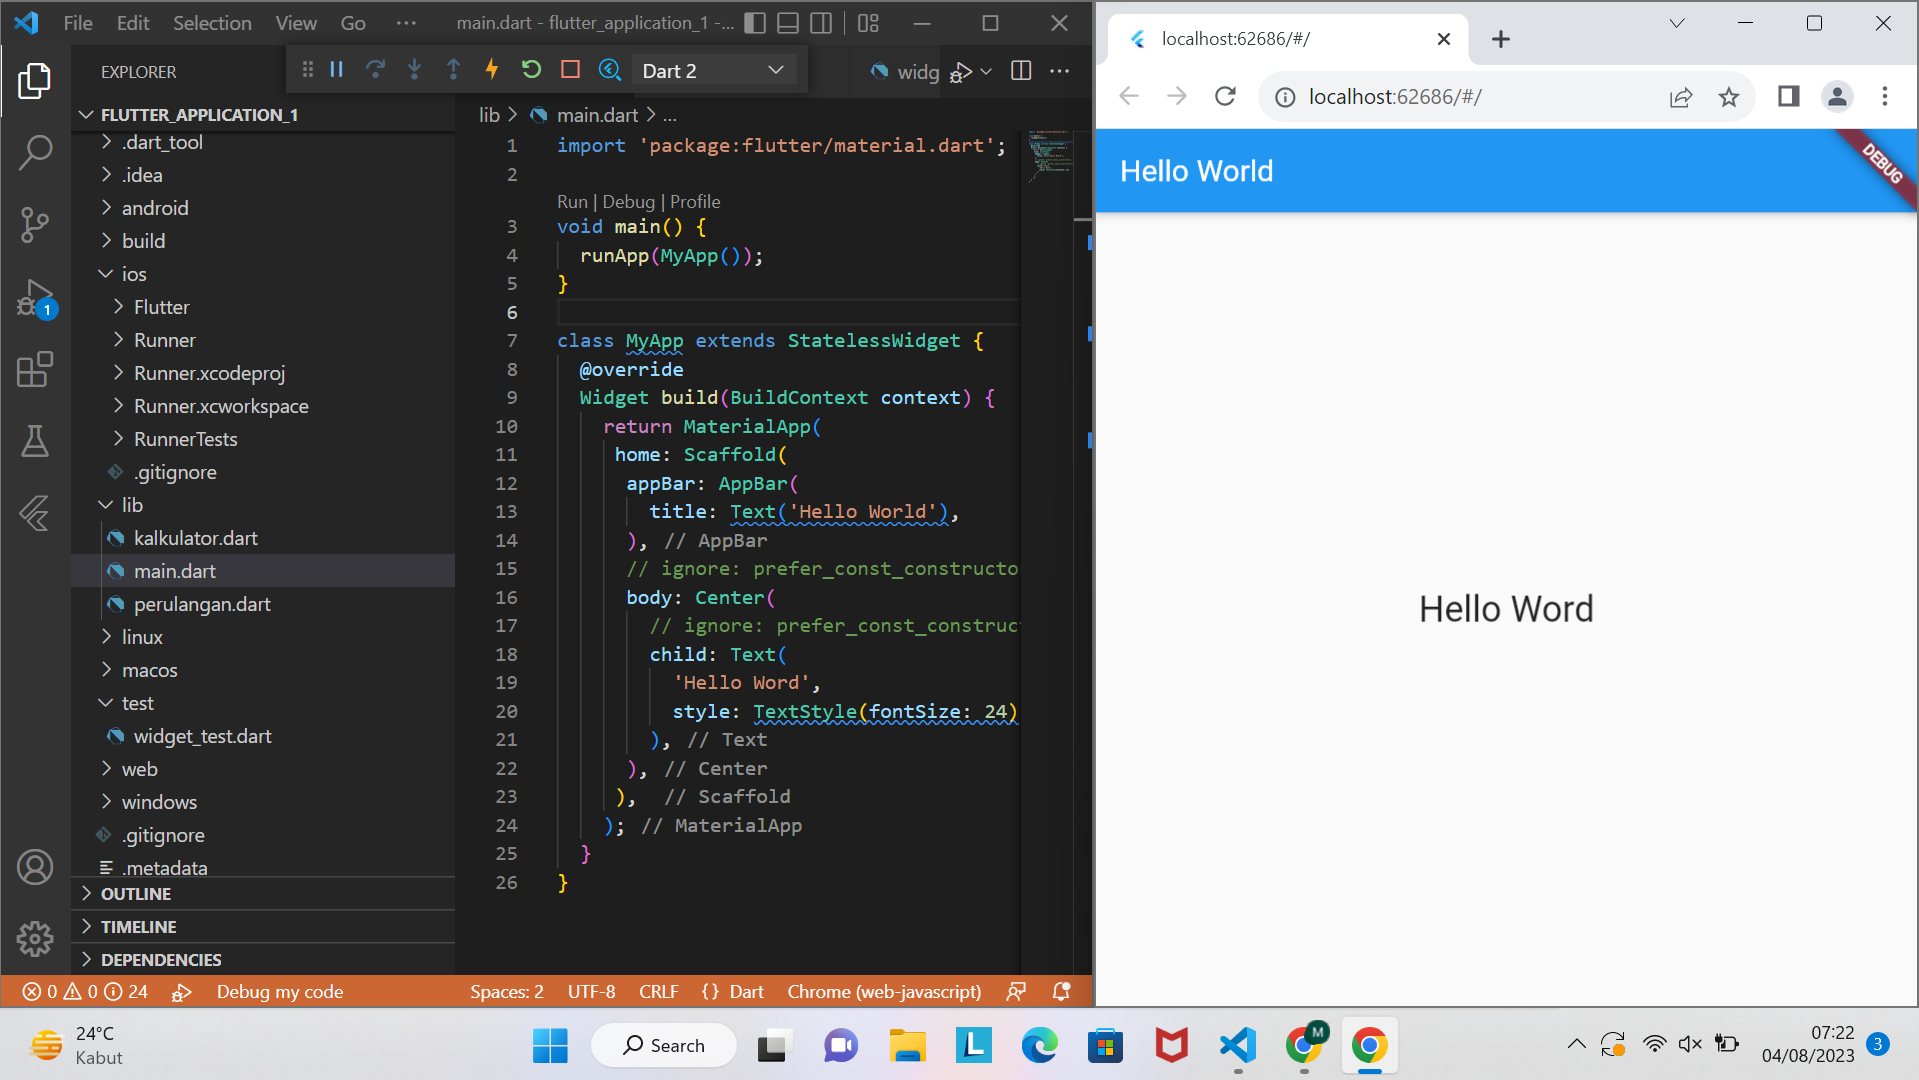 File Edit Selection View Go ··· main.dart - flutter_application_1 -...
EXPLORER
Dart 2
widg
FLUTTER_APPLICATION_1
.dart_tool
.idea
android
build
ios
Flutter
Runner
Runner.xcodeproj
Runner.xcworkspace
RunnerTests
.gitignore
lib
kalkulator.dart
main.dart
perulangan.dart
linux
macos
test
widget_test.dart
web
windows
.gitignore
.metadata
OUTLINE
TIMELINE
DEPENDENCIES
lib > main.dart > ...
1 import 'package:flutter/material.dart';
2
Run | Debug | Profile
3 void main() {
4 runApp(MyApp());
5 }
6
7 class MyApp extends StatelessWidget {
8 @override
9 Widget build(BuildContext context) {
10 return MaterialApp(
11 home: Scaffold(
12 appBar: AppBar(
13 title: Text('Hello World'),
14 ), // AppBar
15 // ignore: prefer_const_constructo
16 body: Center(
17 // ignore: prefer_const_construct
18 child: Text(
19 'Hello Word',
20 style: TextStyle(fontSize: 24)
21 ), // Text
22 ), // Center
23 ), // Scaffold
24 ); // MaterialApp
25 }
26 }
1
0 0 24 Debug my code Spaces: 2 UTF-8 CRLF {} Dart Chrome (web-javascript)
localhost:62686/#/
localhost:62686/#/
Hello World
DEBUG
Hello Word
24°C
Kabut
Search
L
M
07:22
04/08/2023
3